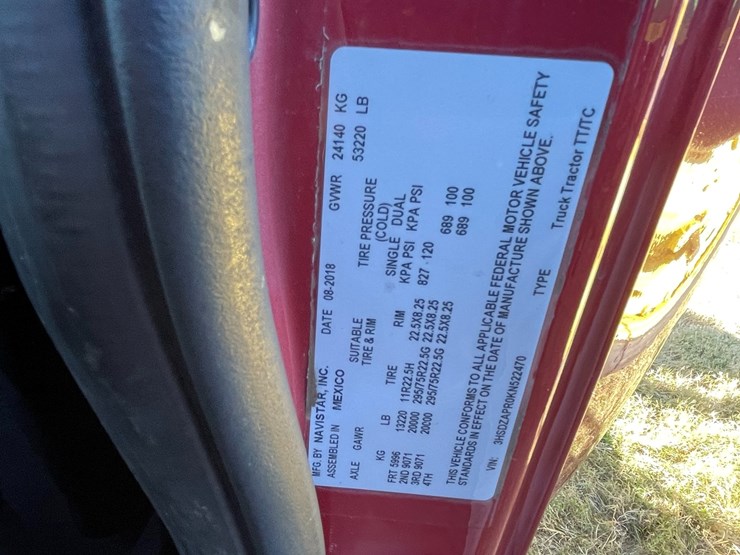 MFG. BY NAVISTAR, INC. DATE 08-2018 GVWR 24140 KG
ASSEMBLED IN MEXICO 53220 LB
AXLE GAWR SUITABLE TIRE & RIM TIRE PRESSURE (COLD)
SINGLE DUAL
KG LB TIRE RIM KPA PSI KPA PSI
FRT 5996 13220 11R22.5H 22.5X8.25 827 120
2ND 9071 20000 295/75R22.5G 22.5X8.25 689 100
3RD 9071 20000 295/75R22.5G 22.5X8.25 689 100
4TH
THIS VEHICLE CONFORMS TO ALL APPLICABLE FEDERAL MOTOR VEHICLE SAFETY
STANDARDS IN EFFECT ON THE DATE OF MANUFACTURE SHOWN ABOVE.
VIN: 3HSDZAPR0KN522470 TYPE Truck Tractor TT/TC